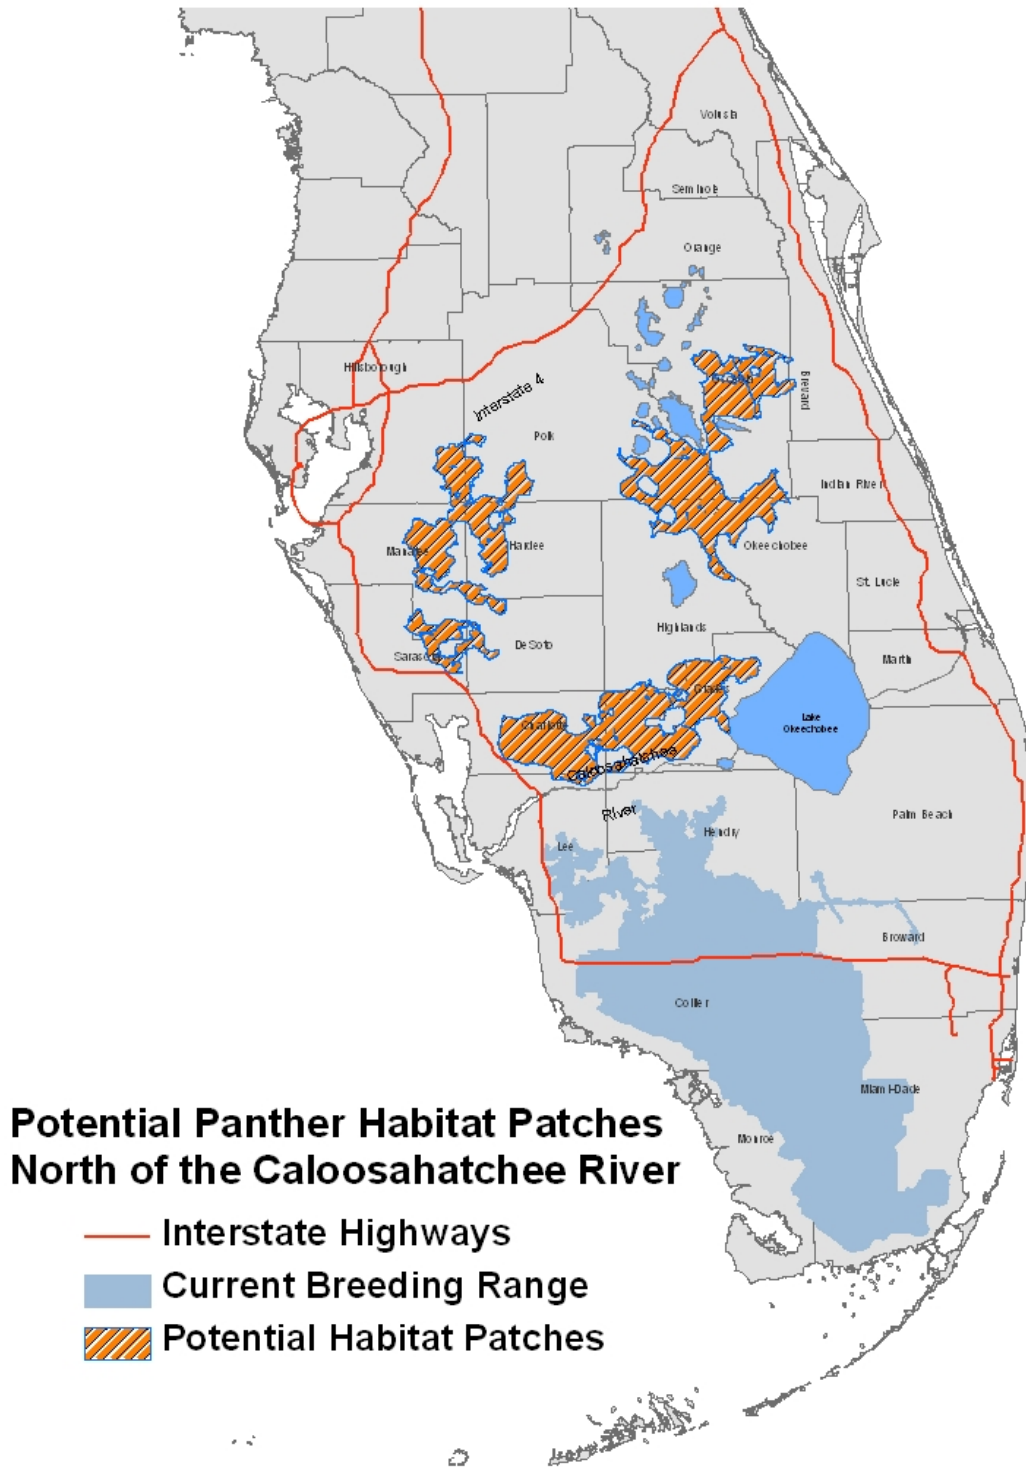 Volusia
Seminole
Orange
Hillsborough
Osceola
Brevard
Interstate 4
Polk
Indian River
Manatee
Hardee
Okeechobee
St. Lucie
Highlands
Sarasota
DeSoto
Martin
Glades
Charlotte
Lake
Okeechobee
Caloosahatchee
River
Palm Beach
Hendry
Lee
Broward
Collier
Miami-Dade
Monroe
Potential Panther Habitat Patches
North of the Caloosahatchee River
Interstate Highways
Current Breeding Range
Potential Habitat Patches